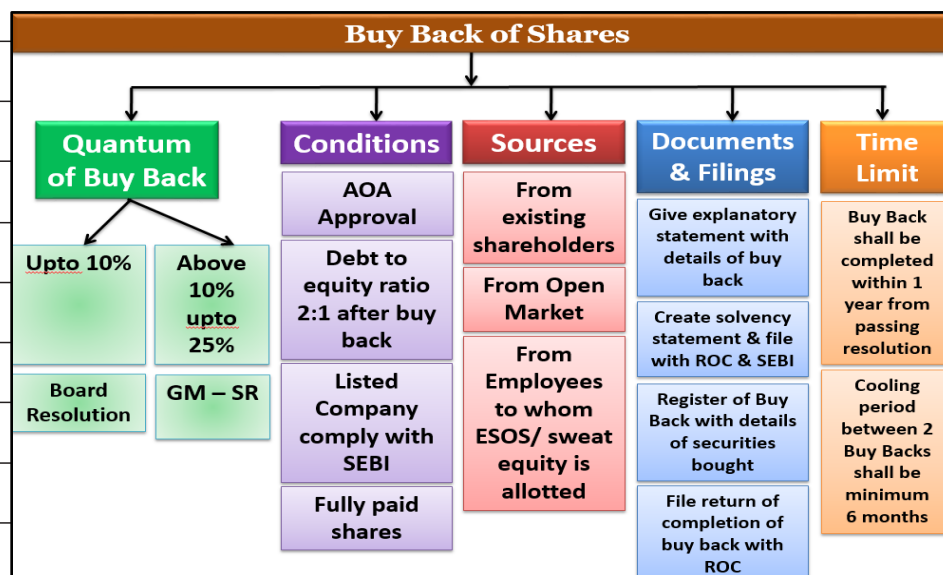 Buy Back of Shares
Quantum
of Buy Back
Upto 10%
Above
10%
upto
25%
Board
Resolution
GM – SR
Conditions
AOA
Approval
Debt to
equity ratio
2:1 after buy
back
Listed
Company
comply with
SEBI
Fully paid
shares
Sources
From
existing
shareholders
From Open
Market
From
Employees
to whom
ESOS/ sweat
equity is
allotted
Documents
& Filings
Give explanatory
statement with
details of buy
back
Create solvency
statement & file
with ROC & SEBI
Register of Buy
Back with details
of securities
bought
File return of
completion of
buy back with
ROC
Time
Limit
Buy Back
shall be
completed
within 1
year from
passing
resolution
Cooling
period
between 2
Buy Backs
shall be
minimum
6 months